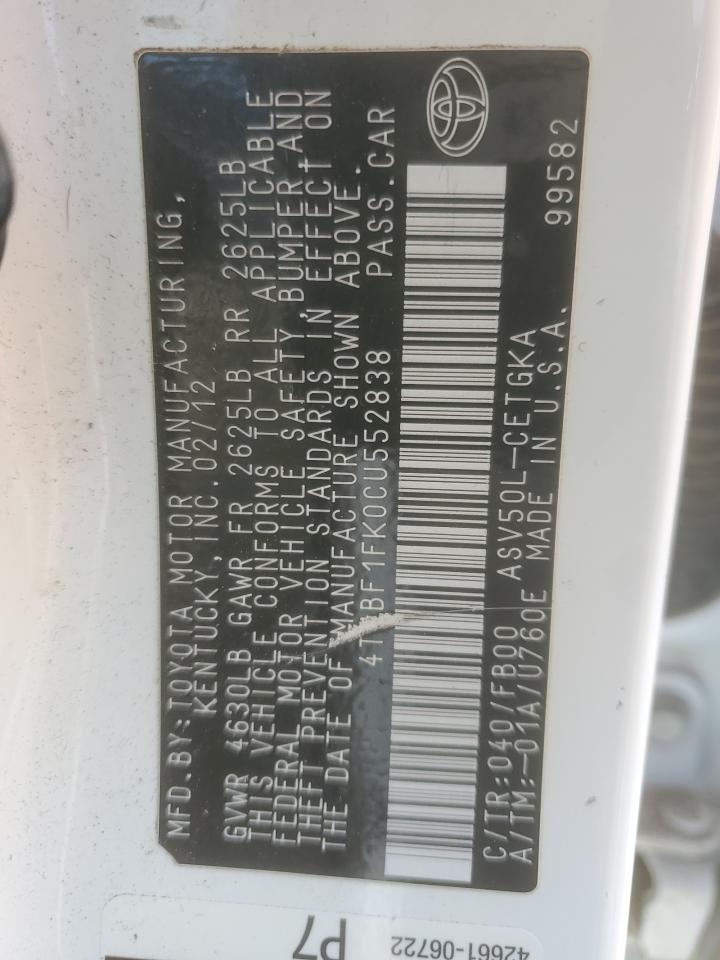 MFD.BY:TOYOTA MOTOR MANUFACTURING,
KENTUCKY, INC.02/12
GVWR 4630LB GAWR FR 2625LB RR 2625LB
THIS VEHICLE CONFORMS TO ALL APPLICABLE
FEDERAL MOTOR VEHICLE SAFETY, BUMPER,AND
THEFT PREVENTION STANDARDS IN EFFECT ON
THE DATE OF MANUFACTURE SHOWN ABOVE.
PASS.CAR
C/TR:040/FB00 ASV50L-CETGKA
A/TM:-01A/U760E MADE IN U.S.A.
99582
P7
42661-06722